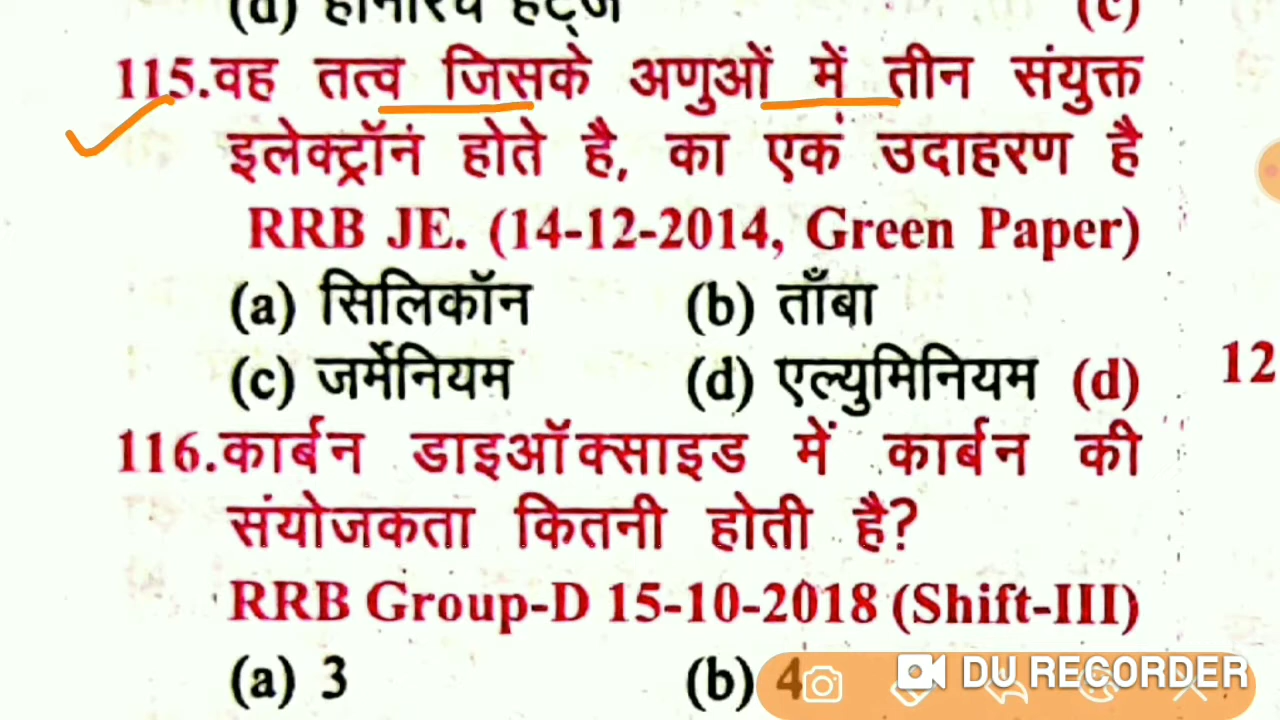 (d) हीनरिच हर्ट्ज (c)
115.वह तत्व जिसके अणुओं में तीन संयुक्त
इलेक्ट्रॉन होते है, का एक उदाहरण है
RRB JE. (14-12-2014, Green Paper)
(a) सिलिकॉन (b) ताँबा
(c) जर्मेनियम (d) एल्युमिनियम (d)
12
116.कार्बन डाइऑक्साइड में कार्बन की
संयोजकता कितनी होती है?
RRB Group-D 15-10-2018 (Shift-III)
(a) 3 (b) 4
DU RECORDER